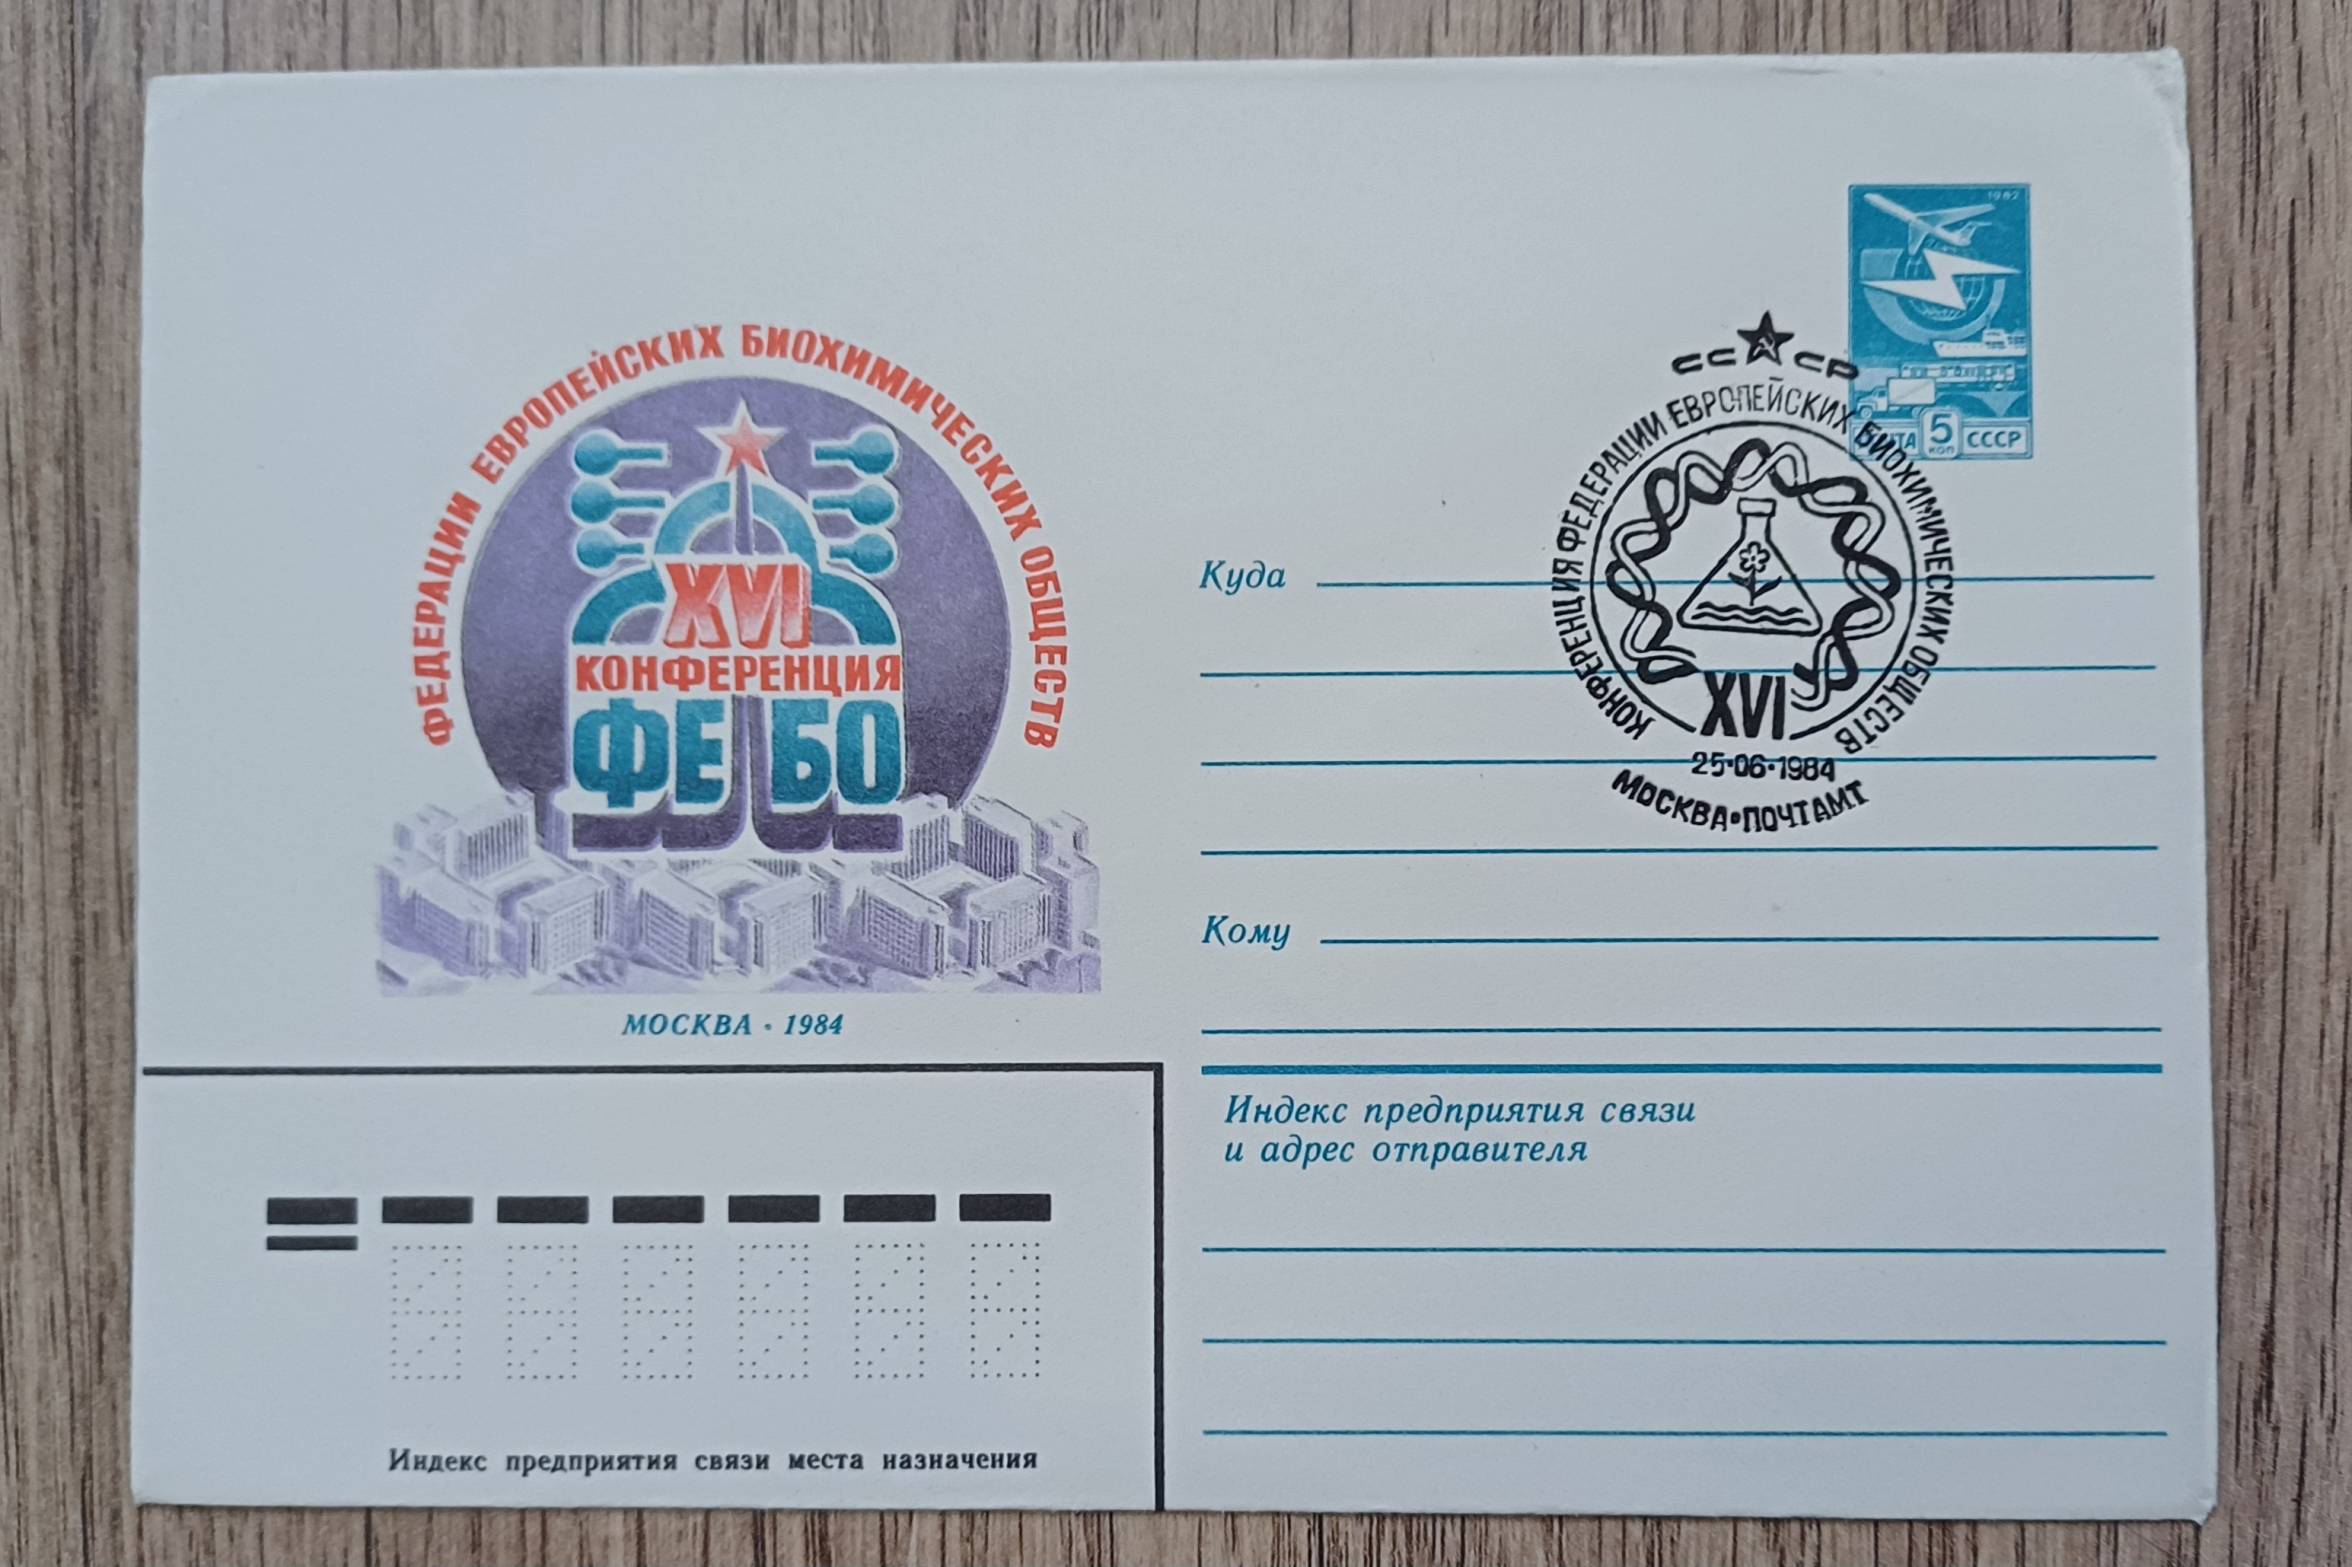 ФЕДЕРАЦИИ ЕВРОПЕЙСКИХ БИОХИМИЧЕСКИХ ОБЩЕСТВ
XVI
КОНФЕРЕНЦИЯ
ФЕБО
МОСКВА · 1984
1982
ПОЧТА 5 КОП СССР
СССР
КОНФЕРЕНЦИЯ ФЕДЕРАЦИИ ЕВРОПЕЙСКИХ БИОХИМИЧЕСКИХ ОБЩЕСТВ
XVI
25·06·1984
МОСКВА·ПОЧТАМТ
Куда
Кому
Индекс предприятия связи
и адрес отправителя
Индекс предприятия связи места назначения